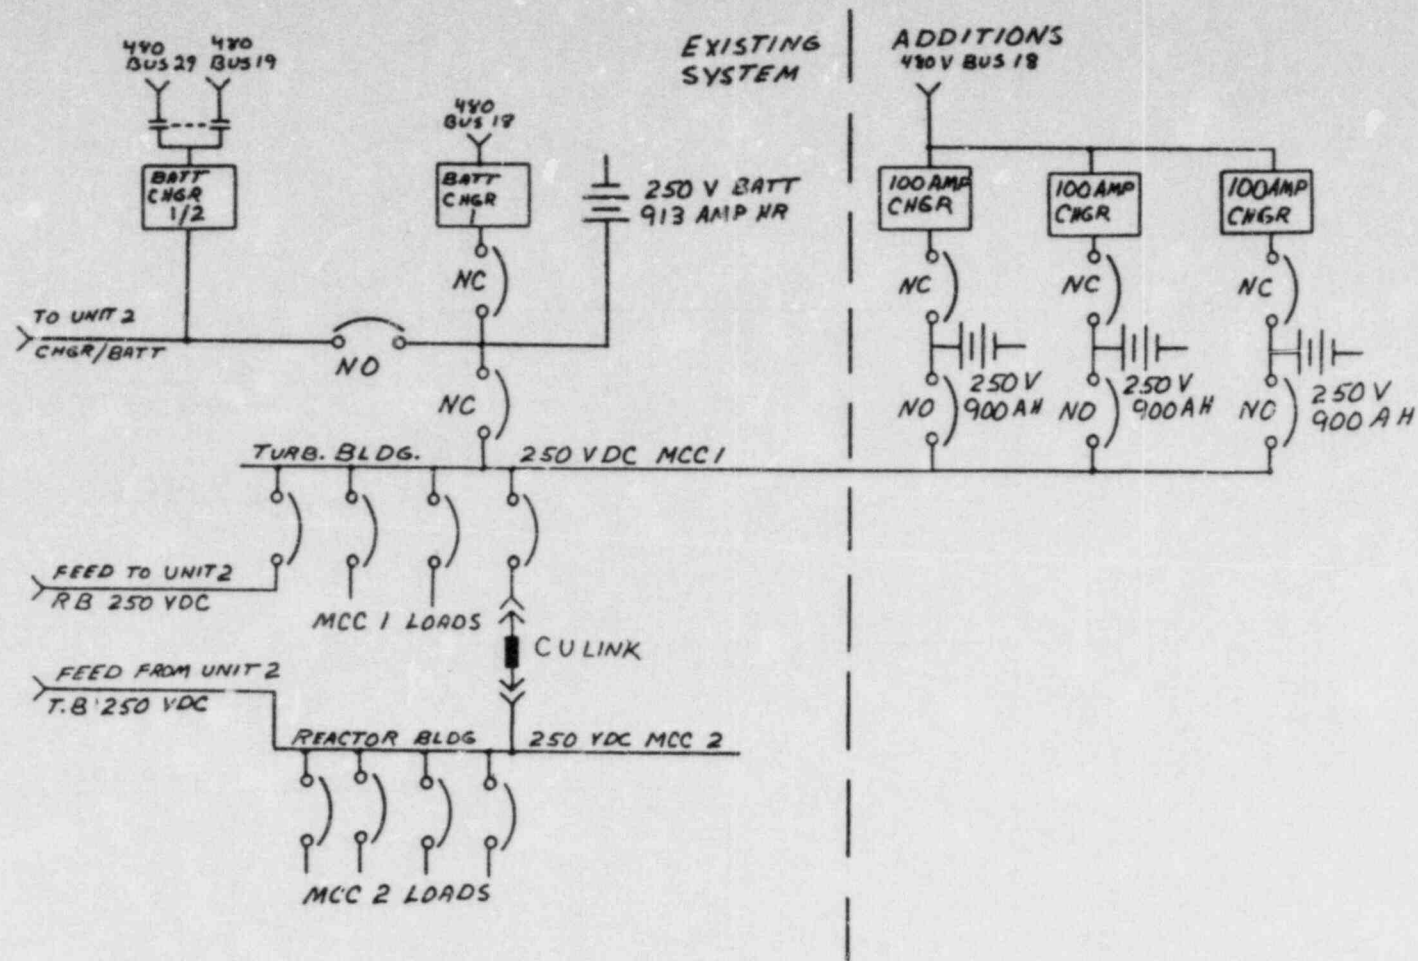 EXISTING
SYSTEM
ADDITIONS
480 V BUS 18
480
BUS 29
480
BUS 19
480
BUS 18
BATT
CHGR
1/2
BATT
CHGR
1
250 V BATT
913 AMP HR
100 AMP
CHGR
100 AMP
CHGR
100 AMP
CHGR
NC
NC
NC
NC
TO UNIT 2
CHGR/BATT
NO
NC
250 V
900 AH
250 V
900 AH
250 V
900 AH
NO
NO
NO
TURB. BLDG.
250 VDC MCC 1
FEED TO UNIT 2
RB 250 VDC
MCC 1 LOADS
CU LINK
FEED FROM UNIT 2
T.B 250 VDC
REACTOR BLDG
250 VDC MCC 2
MCC 2 LOADS